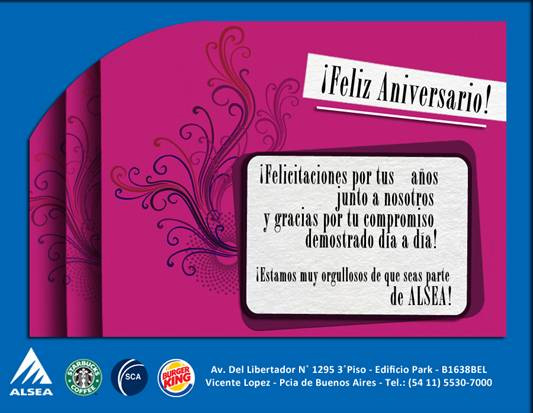 ¡Feliz Aniversario!
¡Felicitaciones por tus años
junto a nosotros
y gracias por tu compromiso
demostrado día a día!
¡Estamos muy orgullosos de que seas parte
de ALSEA!
ALSEA
STARBUCKS
COFFEE
SCA
BURGER
KING
Av. Del Libertador N° 1295 3°Piso - Edificio Park - B1638BEL
Vicente Lopez - Pcia de Buenos Aires - Tel.: (54 11) 5530-7000